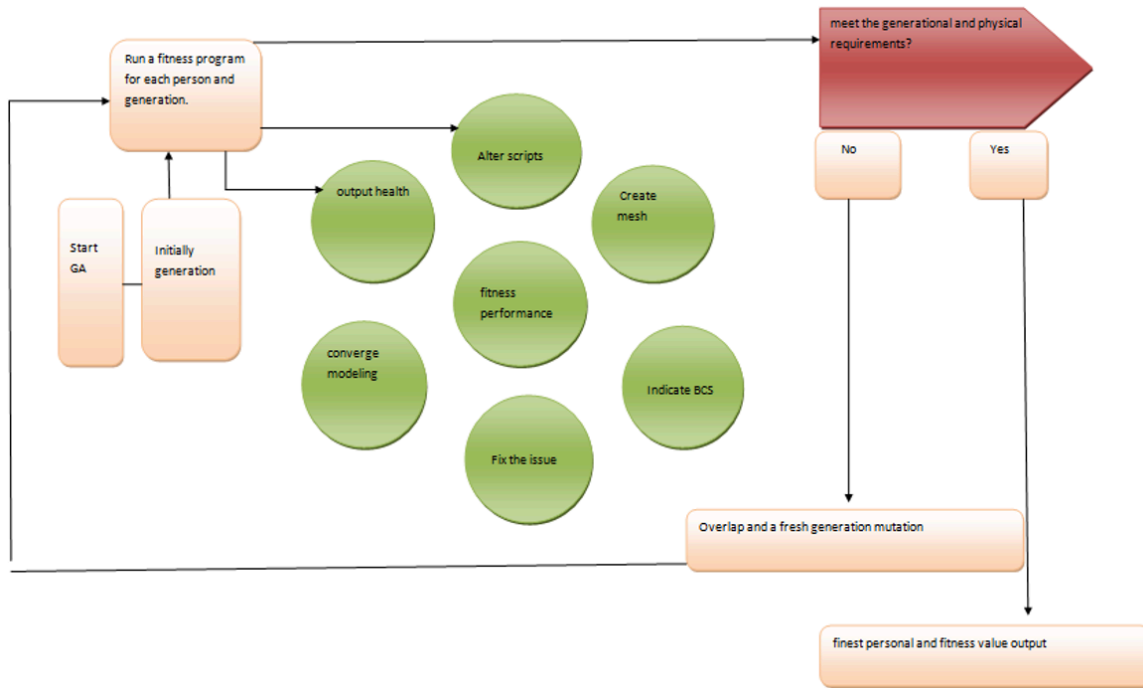 meet the generational and physical
requirements?
Run a fitness program
for each person and
generation.
No
Yes
Alter scripts
output health
Create
mesh
Start
GA
Initially
generation
fitness
performance
converge
modeling
Indicate BCS
Fix the issue
Overlap and a fresh generation mutation
finest personal and fitness value output